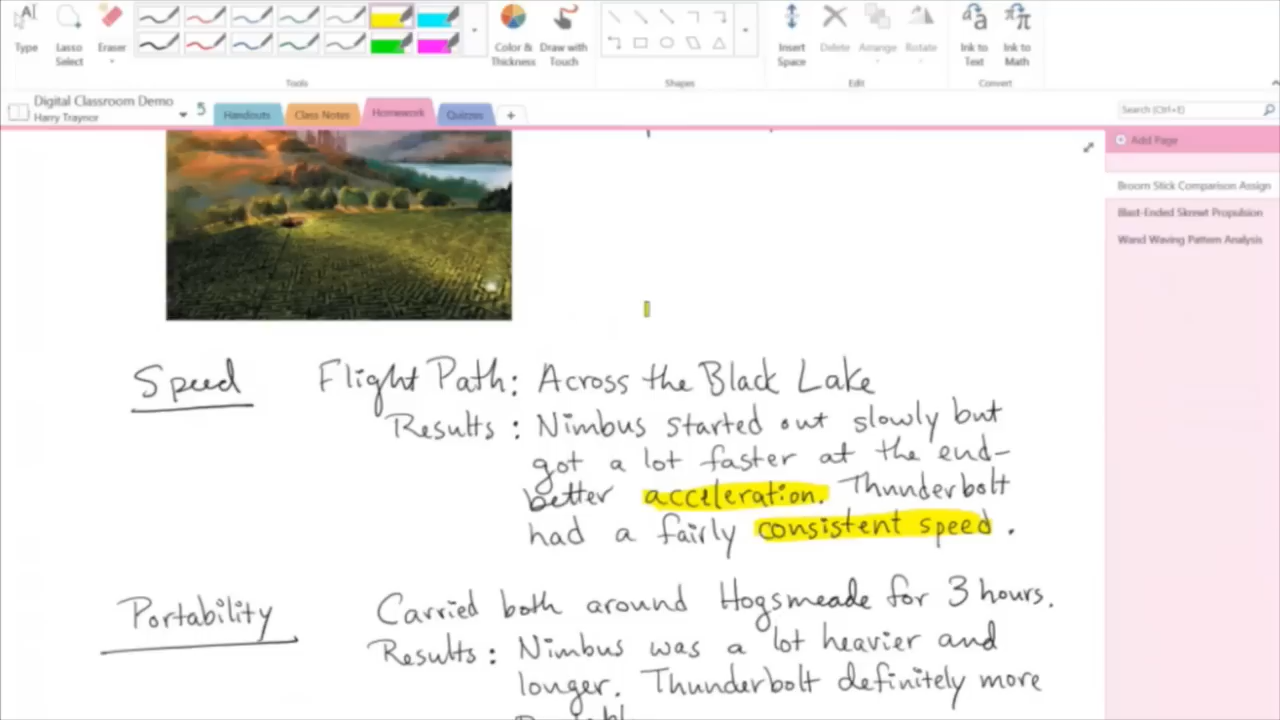 Type
Lasso Select
Eraser
Color & Thickness
Draw with Touch
Insert Space
Delete
Arrange
Rotate
Ink to Text
Ink to Math
Tools
Shapes
Edit
Convert
Digital Classroom Demo
Harry Traynor
5
Handouts
Class Notes
Homework
Quizzes
+
Search (Ctrl+E)
Add Page
Broom Stick Comparison Assign
Blast-Ended Skrewt Propulsion
Wand Waving Pattern Analysis
Speed Flight Path: Across the Black Lake
Results: Nimbus started out slowly but
got a lot faster at the end-
better acceleration. Thunderbolt
had a fairly consistent speed.
Portability Carried both around Hogsmeade for 3 hours.
Results: Nimbus was a lot heavier and
longer. Thunderbolt definitely more